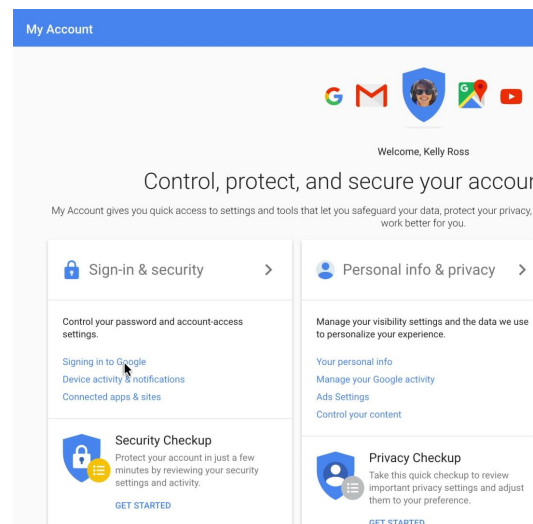 My Account
Welcome, Kelly Ross
Control, protect, and secure your accoun
My Account gives you quick access to settings and tools that let you safeguard your data, protect your privacy,
work better for you.
Sign-in & security
Control your password and account-access
settings.
Signing in to Google
Device activity & notifications
Connected apps & sites
Security Checkup
Protect your account in just a few
minutes by reviewing your security
settings and activity.
GET STARTED
Personal info & privacy
Manage your visibility settings and the data we use
to personalize your experience.
Your personal info
Manage your Google activity
Ads Settings
Control your content
Privacy Checkup
Take this quick checkup to review
important privacy settings and adjust
them to your preference.
GET STARTED